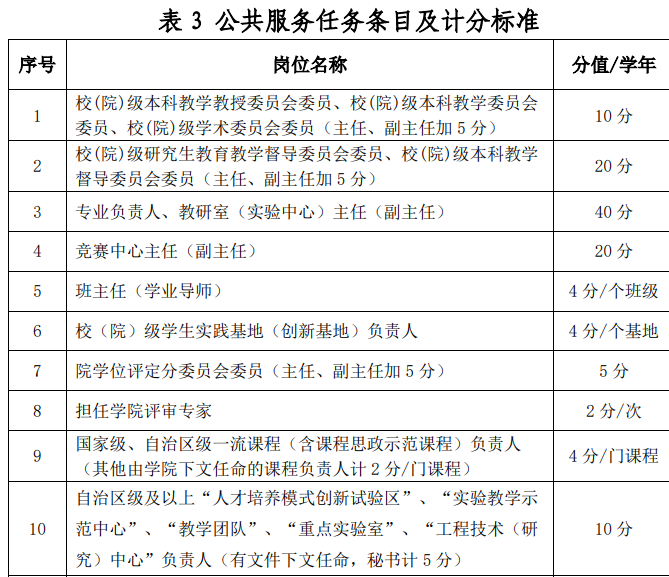 表 3 公共服务任务条目及计分标准
序号 岗位名称 分值/学年
1 校(院)级本科教学教授委员会委员、校(院)级本科教学委员会
委员、校(院)级学术委员会委员（主任、副主任加 5 分） 10 分
2 校(院)级研究生教育教学督导委员会委员、校(院)级本科教学
督导委员会委员（主任、副主任加 5 分） 20 分
3 专业负责人、教研室（实验中心）主任（副主任） 40 分
4 竞赛中心主任（副主任） 20 分
5 班主任（学业导师） 4 分/个班级
6 校（院）级学生实践基地（创新基地）负责人 4 分/个基地
7 院学位评定分委员会委员（主任、副主任加 5 分） 5 分
8 担任学院评审专家 2 分/次
9 国家级、自治区级一流课程（含课程思政示范课程）负责人
（其他由学院下文任命的课程负责人计 2 分/门课程） 4 分/门课程
10 自治区级及以上“人才培养模式创新试验区”、“实验教学示
范中心”、“教学团队”、“重点实验室”、“工程技术（研
究）中心”负责人（有文件下文任命，秘书计 5 分） 10 分